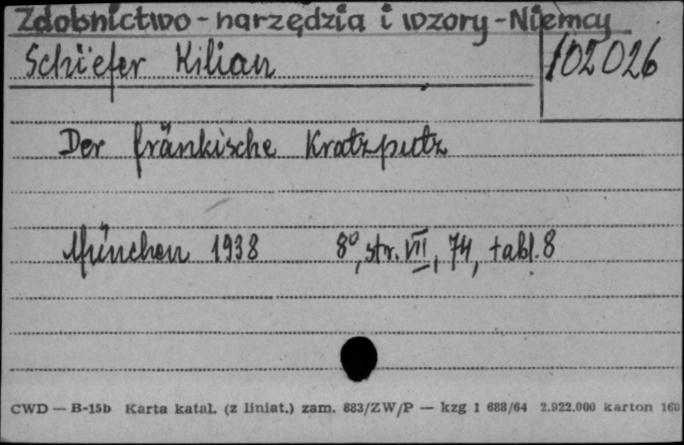 Zdobnictwo - narzędzia i wzory - Niemcy
Schiefer Kilian
102026
Der fränkische Kratzputz
München 1938 8°, str. VII, 74, tabl. 8
CWD — B-15b Karta katal. (z liniat.) zam. 883/ZW/P — kzg 1 688/64 2.922.000 karton 160